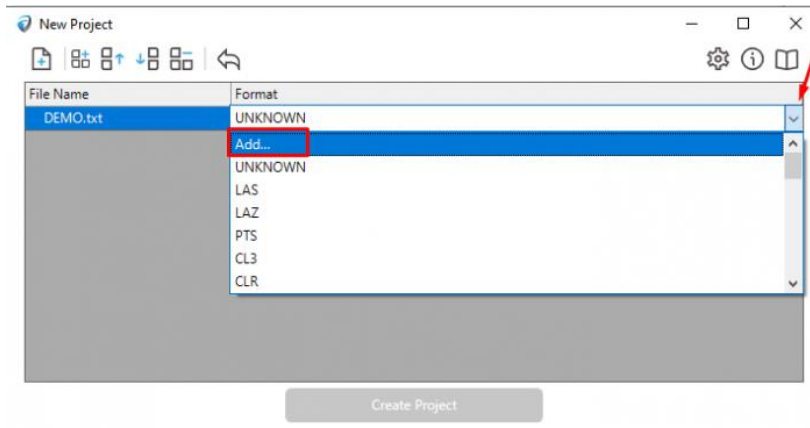 New Project
File Name Format
DEMO.txt UNKNOWN
Add...
UNKNOWN
LAS
LAZ
PTS
CL3
CLR
Create Project